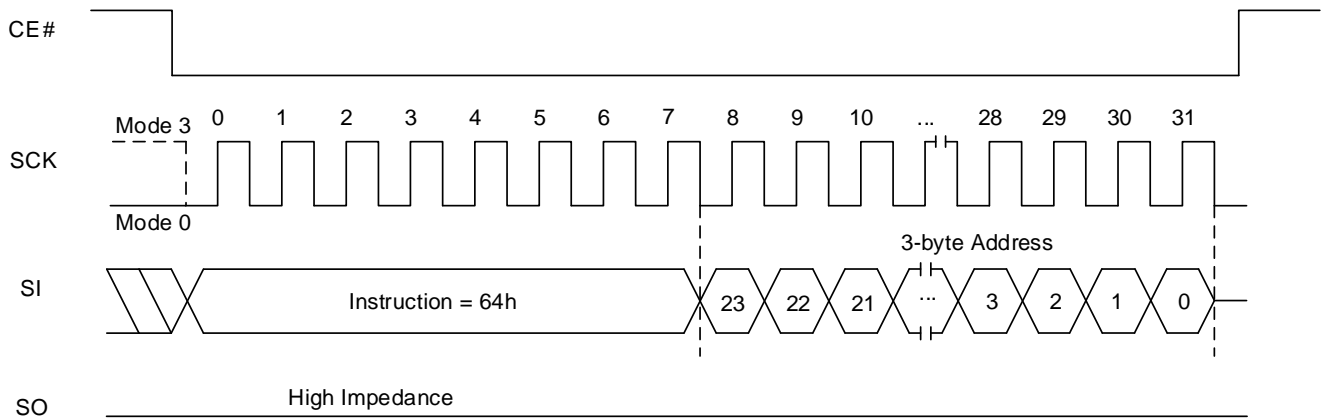 CE#
Mode 3 0 1 2 3 4 5 6 7 8 9 10 ... 28 29 30 31
SCK
Mode 0
3-byte Address
SI Instruction = 64h 23 22 21 ... 3 2 1 0
High Impedance
SO